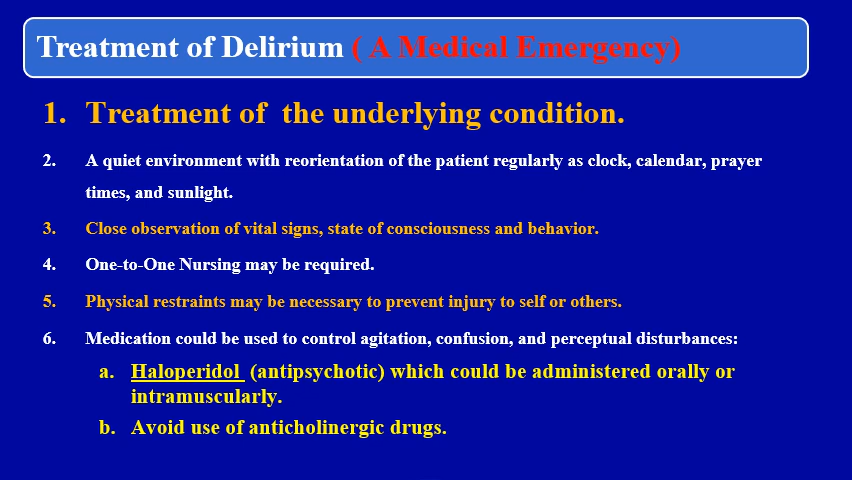 Treatment of Delirium ( A Medical Emergency)
1. Treatment of the underlying condition.
2. A quiet environment with reorientation of the patient regularly as clock, calendar, prayer
times, and sunlight.
3. Close observation of vital signs, state of consciousness and behavior.
4. One-to-One Nursing may be required.
5. Physical restraints may be necessary to prevent injury to self or others.
6. Medication could be used to control agitation, confusion, and perceptual disturbances:
a. Haloperidol (antipsychotic) which could be administered orally or
intramuscularly.
b. Avoid use of anticholinergic drugs.